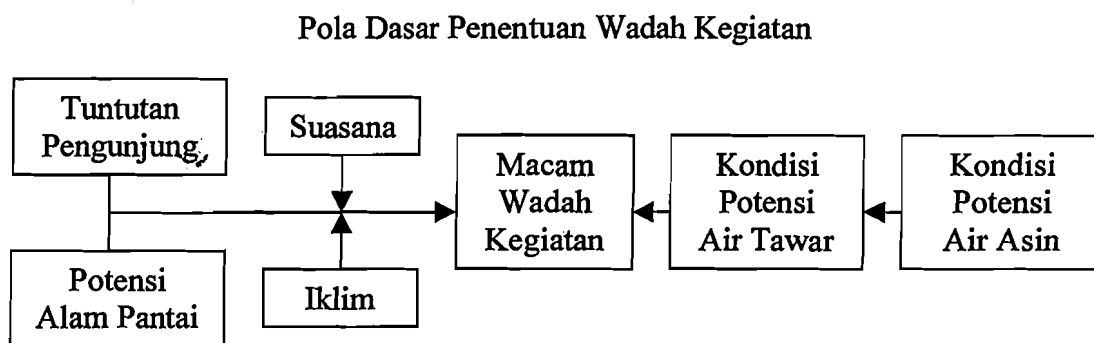 Pola Dasar Penentuan Wadah Kegiatan
Tuntutan
Pengunjung
Suasana
Macam
Wadah
Kegiatan
Kondisi
Potensi
Air Tawar
Kondisi
Potensi
Air Asin
Potensi
Alam Pantai
Iklim